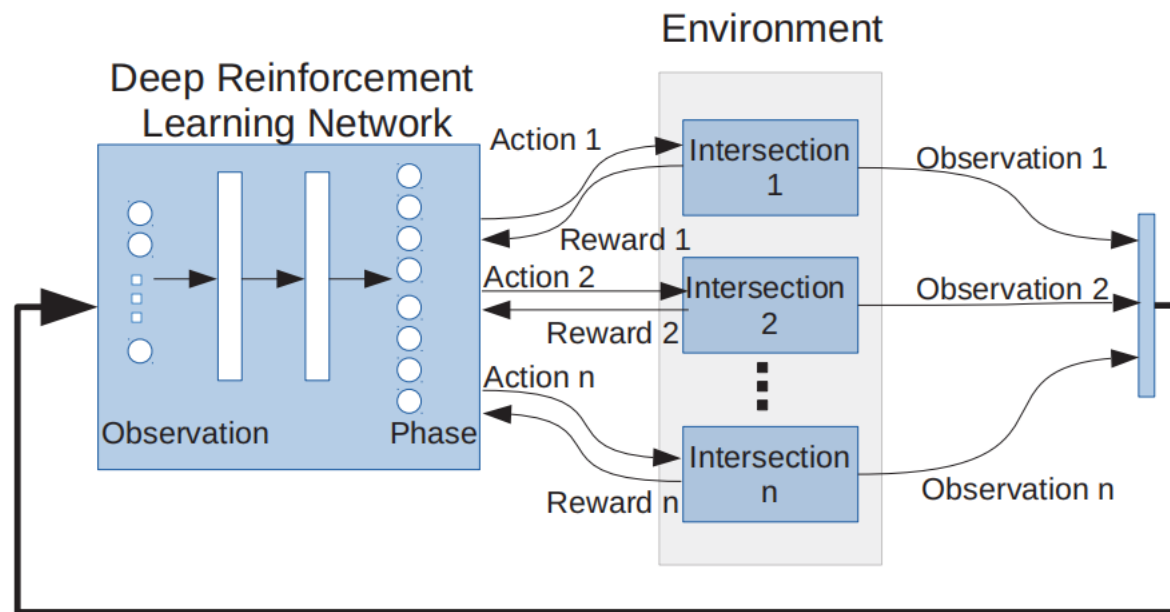 Environment
Deep Reinforcement
Learning Network
Action 1
Intersection
1
Observation 1
Reward 1
Action 2
Intersection
2
Observation 2
Reward 2
Action n
Observation
Phase
Intersection
n
Reward n
Observation n